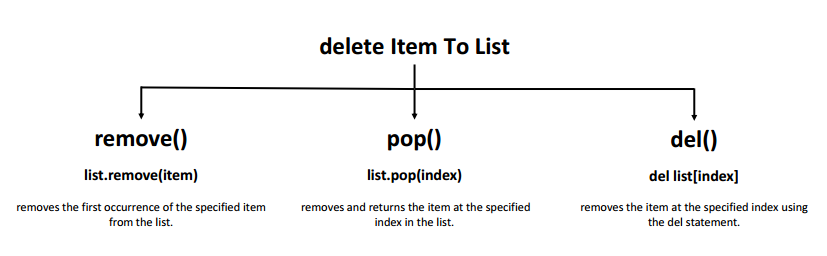 delete Item To List
remove()
list.remove(item)
removes the first occurrence of the specified item
from the list.
pop()
list.pop(index)
removes and returns the item at the specified
index in the list.
del()
del list[index]
removes the item at the specified index using
the del statement.